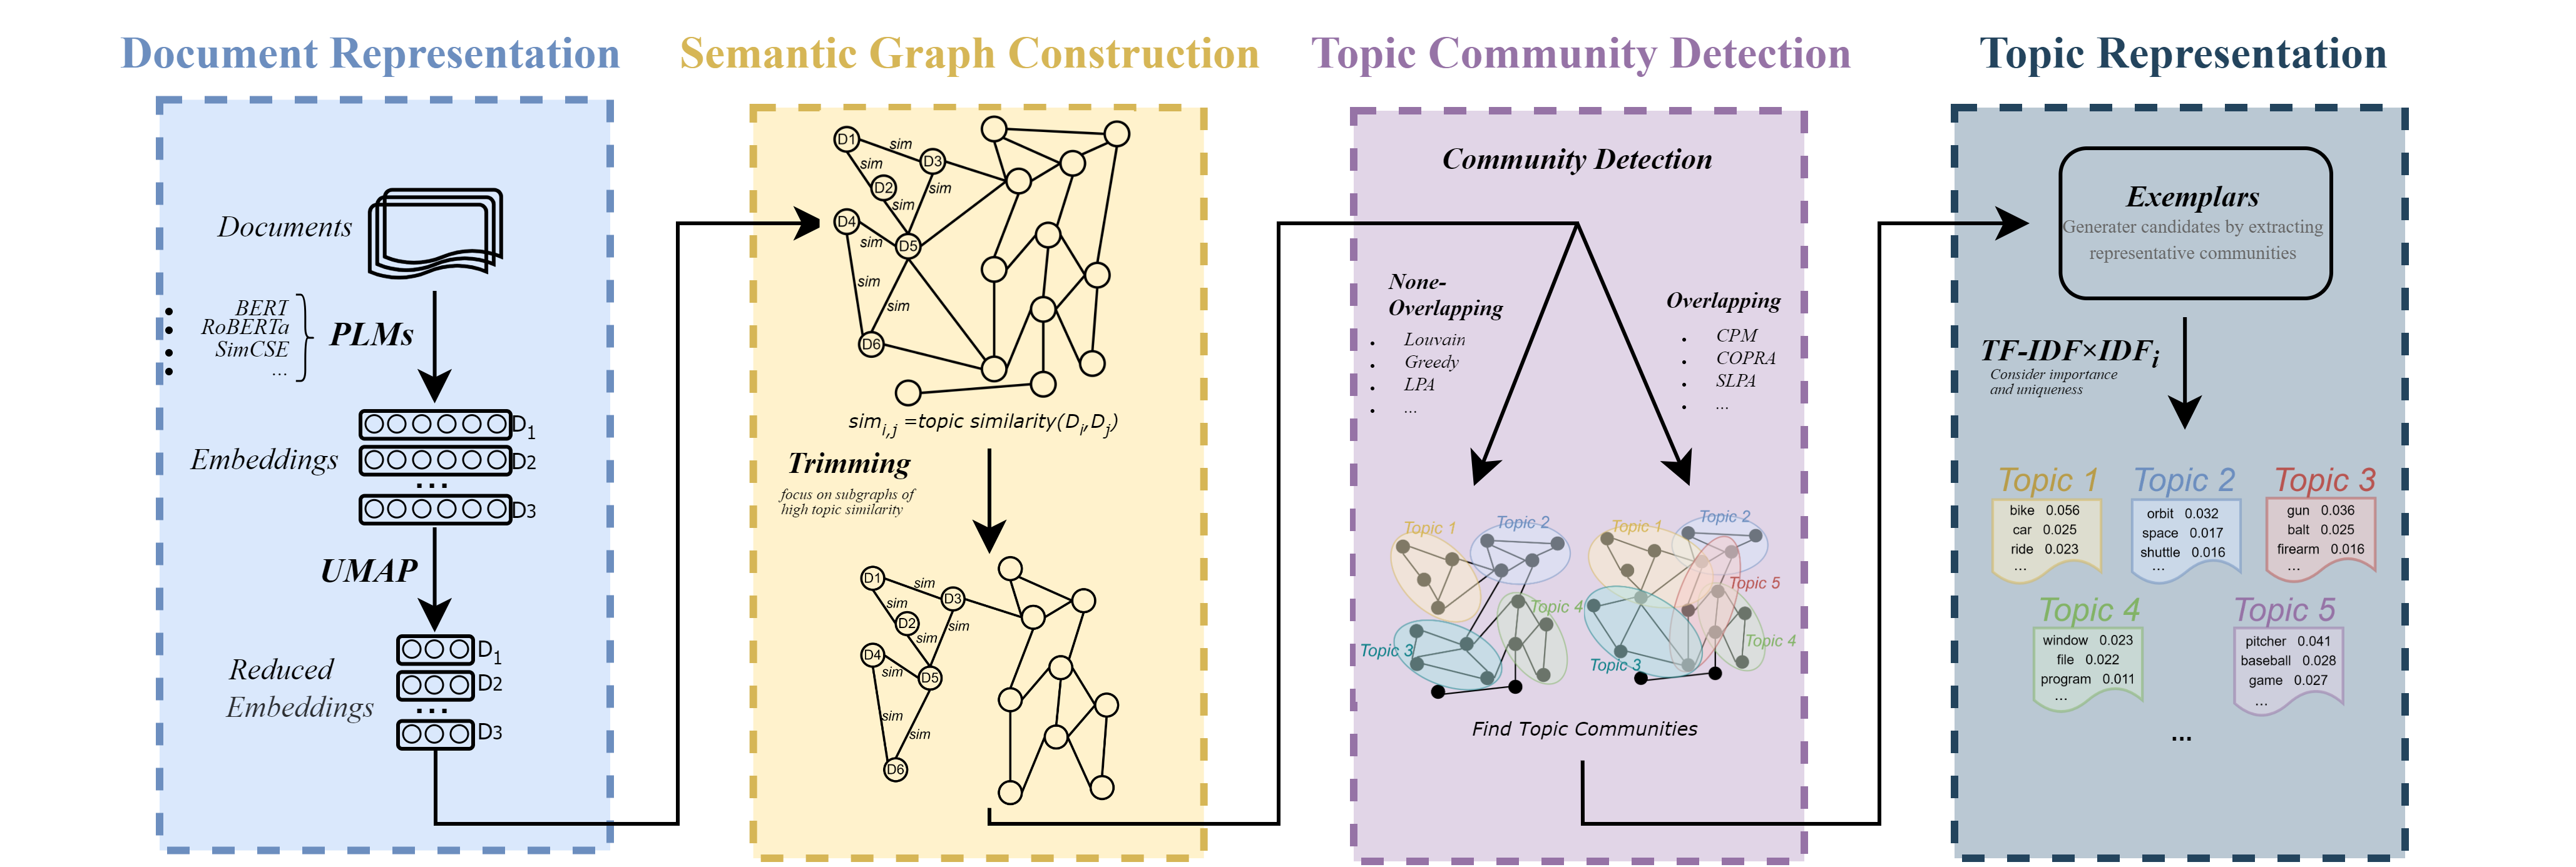 Document Representation
Documents
BERT
RoBERTa
SimCSE
...
PLMs
D1
Embeddings
D2
...
D3
UMAP
D1
Reduced
D2
Embeddings
...
D3
Semantic Graph Construction
D1
sim
D3
sim
D2
sim
sim
D4
sim
D5
sim
sim
D6
sim i,j =topic similarity(Di,Dj)
Trimming
focus on subgraphs of
high topic similarity
D1
sim
D3
sim
D2
sim
sim
D4
sim
D5
sim
sim
D6
Topic Community Detection
Community Detection
None-
Overlapping
Louvain
Greedy
LPA
...
Overlapping
CPM
COPRA
SLPA
...
Topic 1
Topic 2
Topic 4
Topic 3
Topic 1
Topic 2
Topic 5
Topic 4
Topic 3
Find Topic Communities
Topic Representation
Exemplars
Generater candidates by extracting
representative communities
TF-IDF×IDFi
Consider importance
and uniqueness
Topic 1
bike 0.056
car 0.025
ride 0.023
...
Topic 2
orbit 0.032
space 0.017
shuttle 0.016
...
Topic 3
gun 0.036
balt 0.025
firearm 0.016
...
Topic 4
window 0.023
file 0.022
program 0.011
...
Topic 5
pitcher 0.041
baseball 0.028
game 0.027
...
...